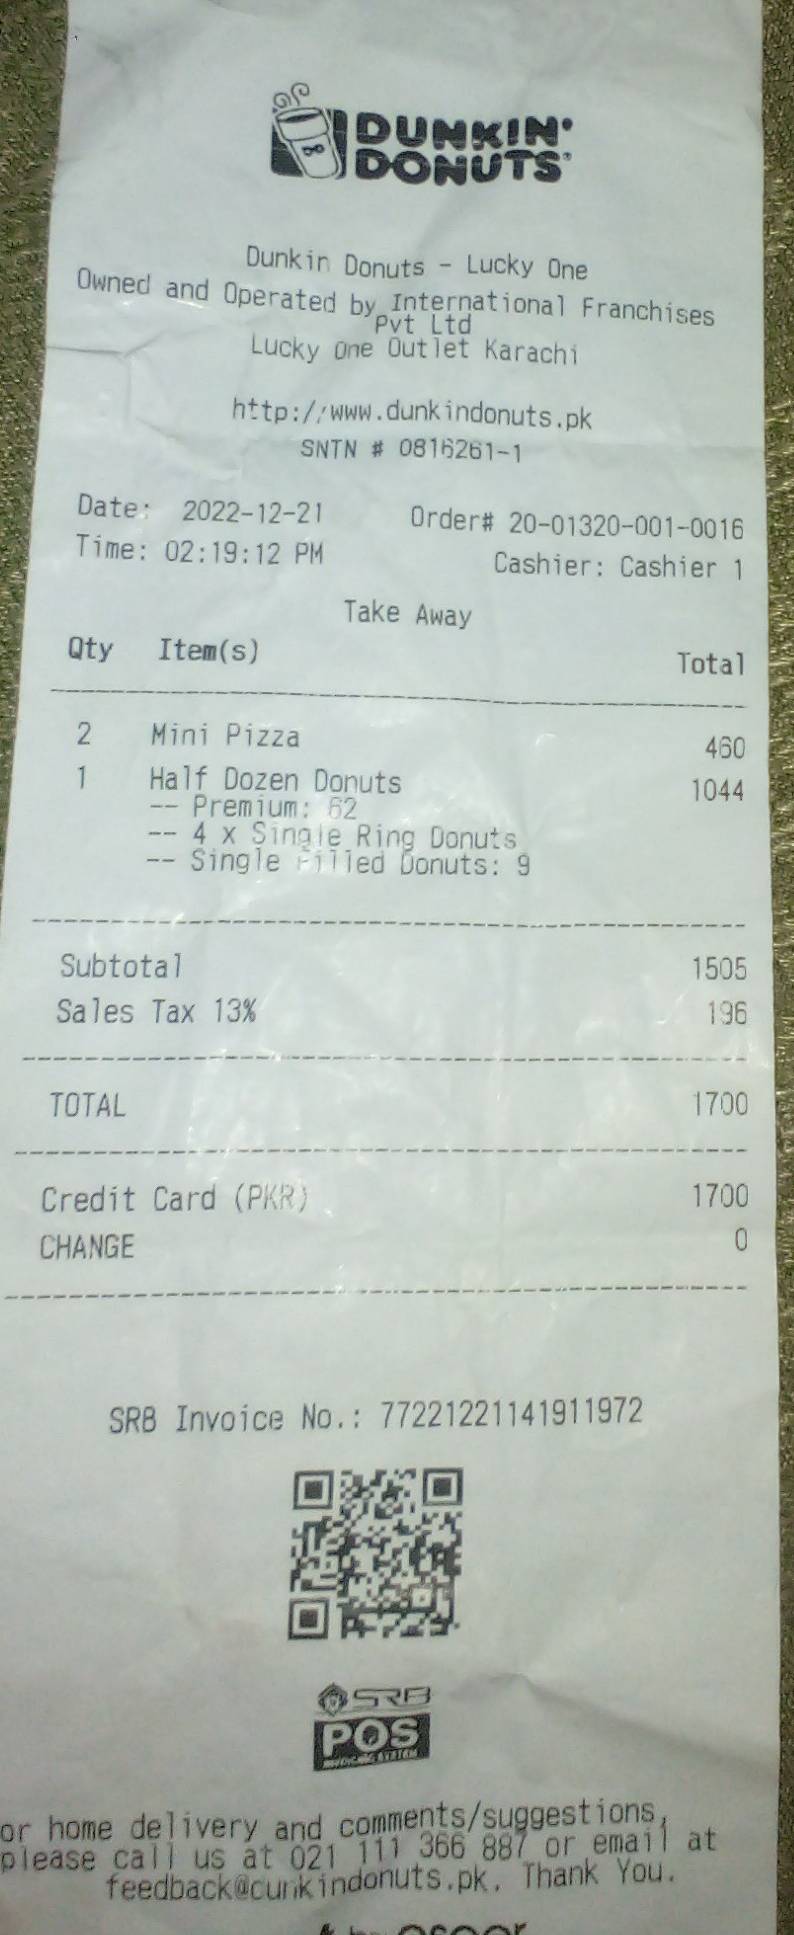 DUNKIN'
DONUTS
Dunkin Donuts - Lucky One
Owned and Operated by International Franchises
Pvt Ltd
Lucky One Outlet Karachi
http://www.dunkindonuts.pk
SNTN # 0816261-1
Date: 2022-12-21 Order# 20-01320-001-0016
Time: 02:19:12 PM Cashier: Cashier 1
Take Away
Qty Item(s) Total
2 Mini Pizza 460
1 Half Dozen Donuts 1044
-- Premium: 62
-- 4 x Single Ring Donuts
-- Single Filled Donuts: 9
Subtotal 1505
Sales Tax 13% 196
TOTAL 1700
Credit Card (PKR) 1700
CHANGE 0
SRB Invoice No.: 77221221141911972
SRB
POS
or home delivery and comments/suggestions,
please call us at 021 111 366 887 or email at
feedback@dunkindonuts.pk. Thank You.